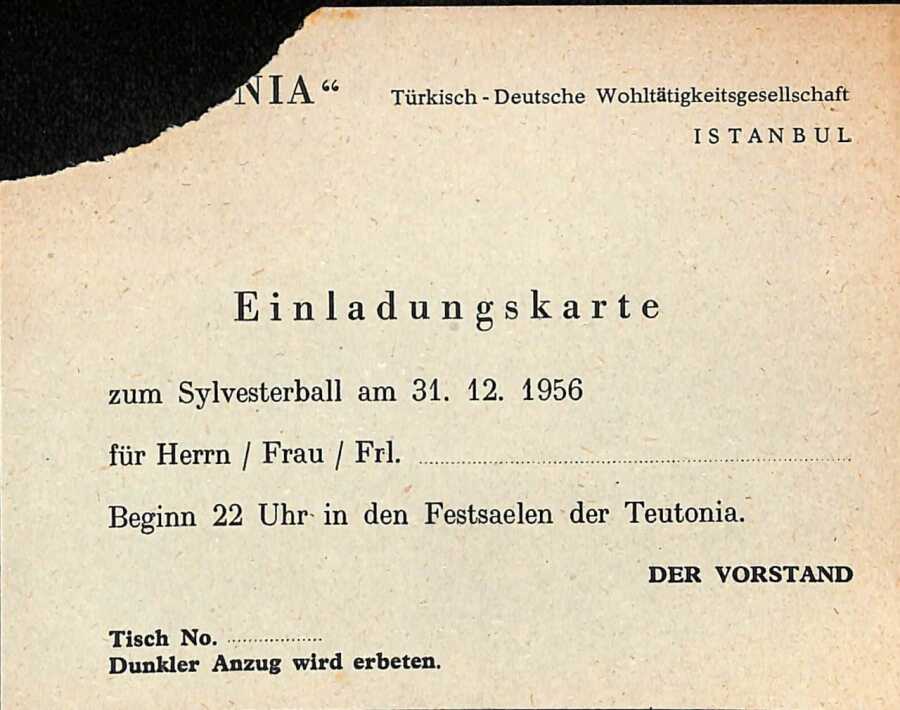 NIA“ Türkisch - Deutsche Wohltätigkeitsgesellschaft
ISTANBUL
Einladungskarte
zum Sylvesterball am 31. 12. 1956
für Herrn / Frau / Frl.
Beginn 22 Uhr in den Festsaelen der Teutonia.
DER VORSTAND
Tisch No.
Dunkler Anzug wird erbeten.